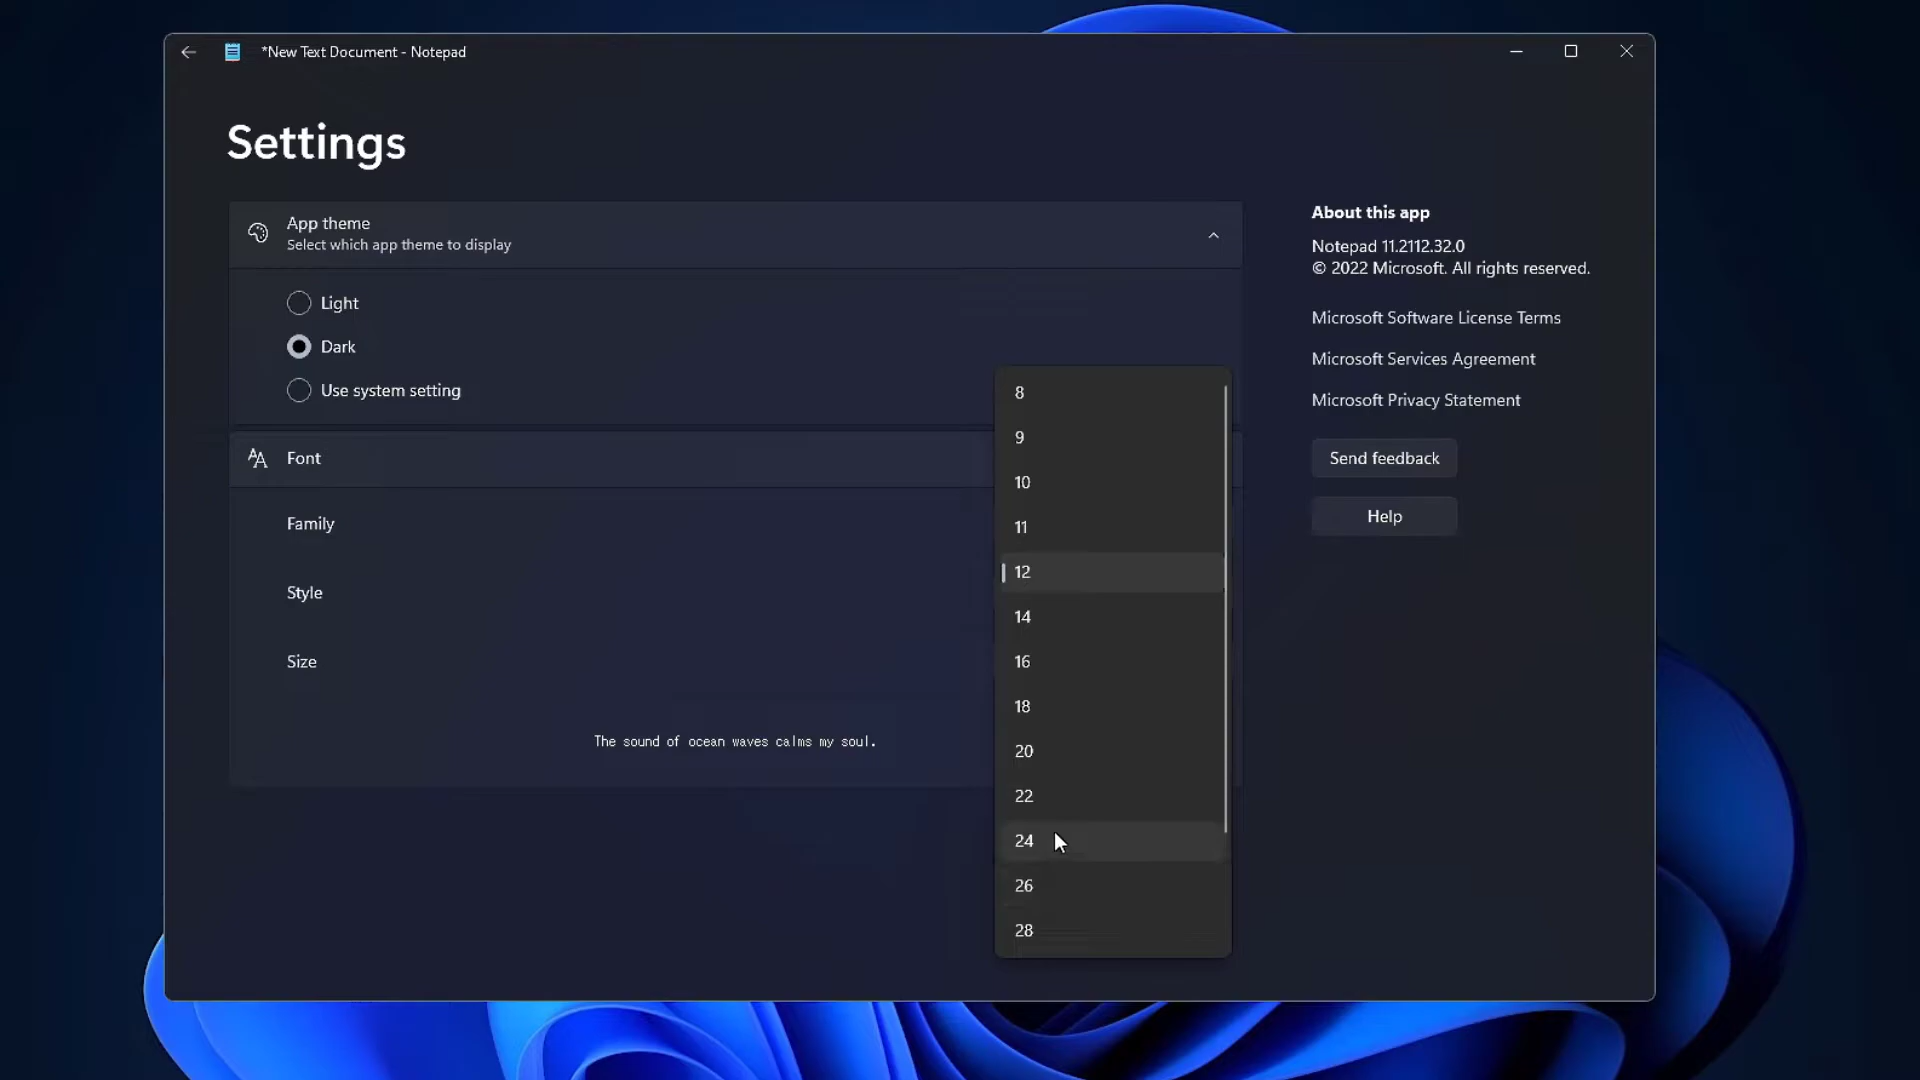 *New Text Document - Notepad
Settings
App theme
Select which app theme to display
Light
Dark
Use system setting
Font
Family
Style
Size
The sound of ocean waves calms my soul.
8
9
10
11
12
14
16
18
20
22
24
26
28
About this app
Notepad 11.2112.32.0
© 2022 Microsoft. All rights reserved.
Microsoft Software License Terms
Microsoft Services Agreement
Microsoft Privacy Statement
Send feedback
Help